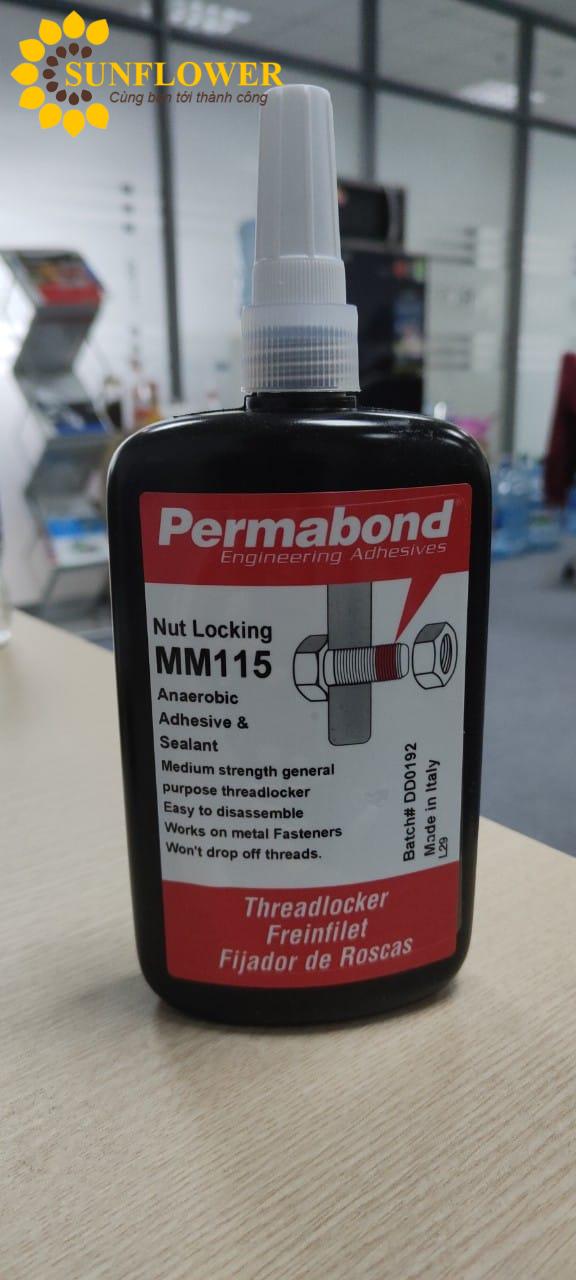 SUNFLOWER
Cùng bạn tới thành công
Permabond
Engineering Adhesives
Nut Locking
MM115
Anaerobic
Adhesive &
Sealant
Medium strength general
purpose threadlocker
Easy to disassemble
Works on metal Fasteners
Won't drop off threads.
Batch# DD0192
Made in Italy
L29
Threadlocker
Freinfilet
Fijador de Roscas